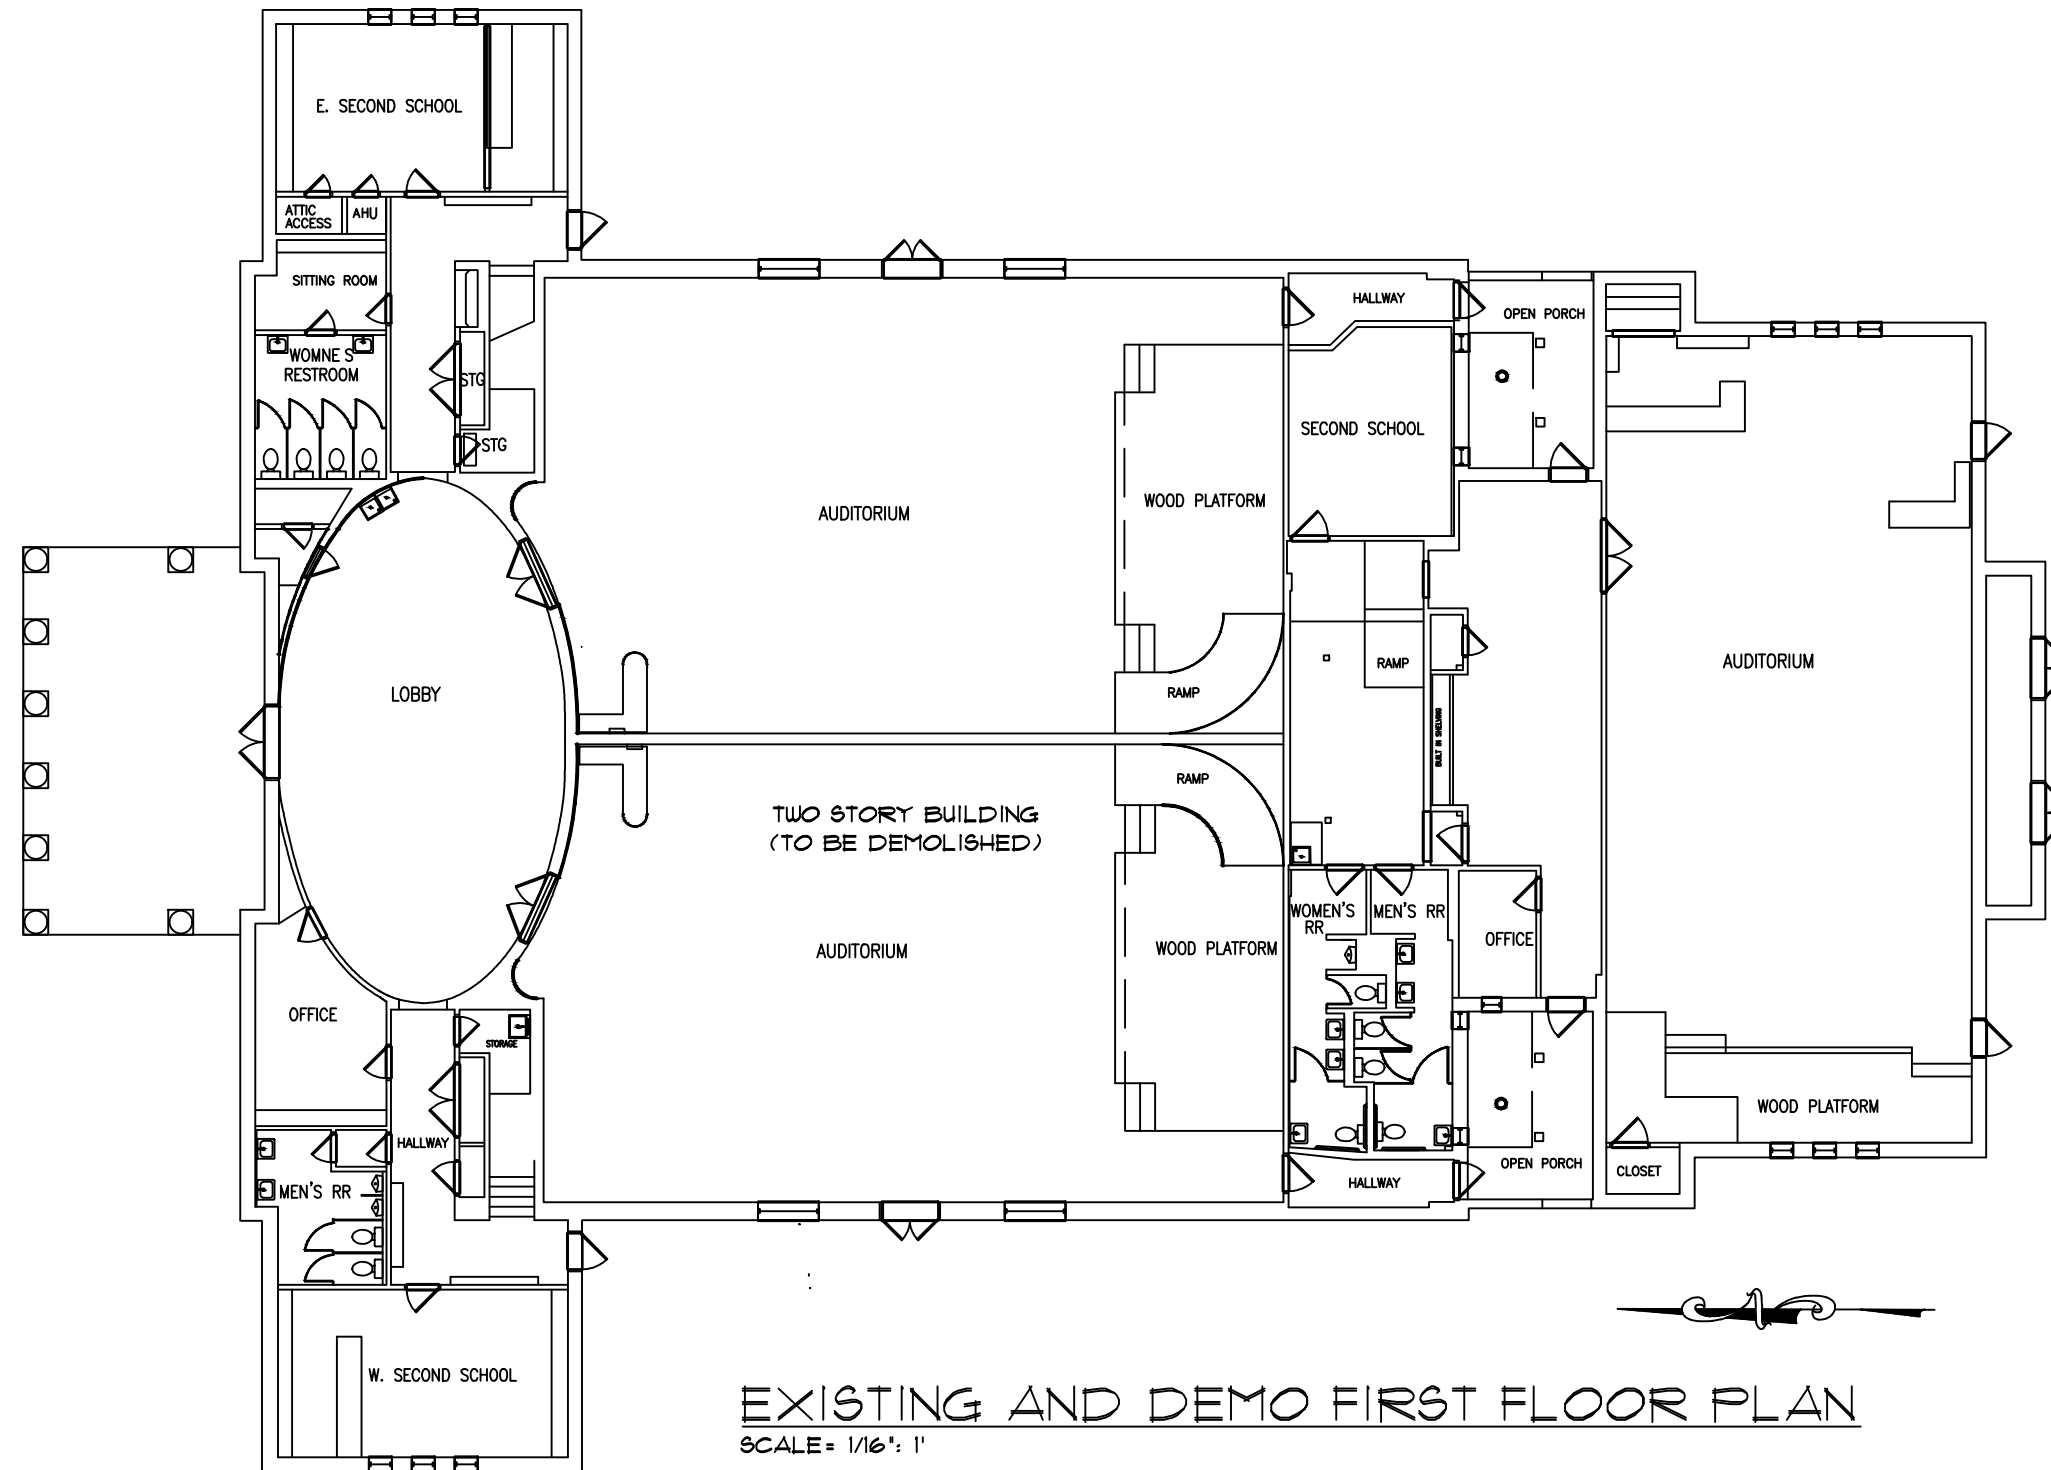 E. SECOND SCHOOL
ATTIC
ACCESS
AHU
SITTING ROOM
HALLWAY
OPEN PORCH
WOMNE S
RESTROOM
STG
STG
SECOND SCHOOL
WOOD PLATFORM
AUDITORIUM
LOBBY
RAMP
RAMP
AUDITORIUM
BUILT IN SHELVING
RAMP
TWO STORY BUILDING
(TO BE DEMOLISHED)
WOMEN'S
RR
MEN'S RR
OFFICE
AUDITORIUM
WOOD PLATFORM
OFFICE
STORAGE
HALLWAY
MEN'S RR
HALLWAY
OPEN PORCH
WOOD PLATFORM
CLOSET
W. SECOND SCHOOL
N
EXISTING AND DEMO FIRST FLOOR PLAN
SCALE= 1/16": 1'